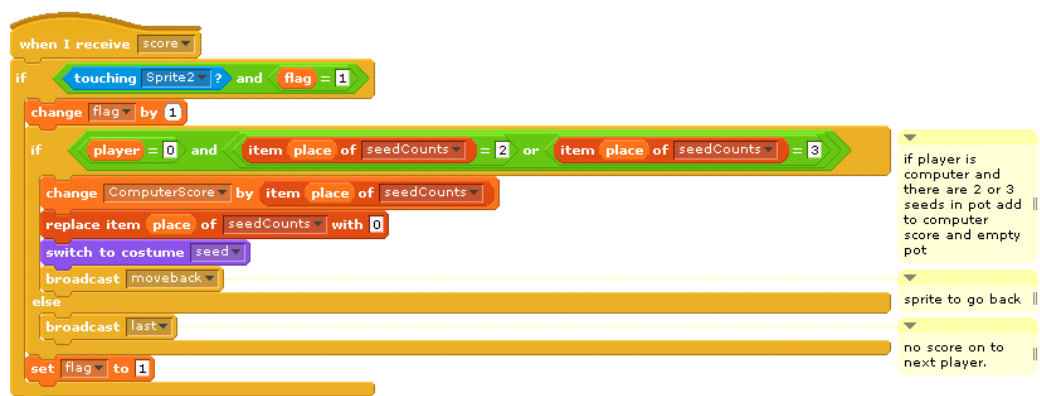 when I receive score
if touching Sprite2 ? and flag = 1
change flag by 1
if player = 0 and item place of seedCounts = 2 or item place of seedCounts = 3
change ComputerScore by item place of seedCounts
replace item place of seedCounts with 0
switch to costume seed
broadcast moveback
else
broadcast last
set flag to 1
if player is
computer and
there are 2 or 3
seeds in pot add
to computer
score and empty
pot
sprite to go back
no score on to
next player.